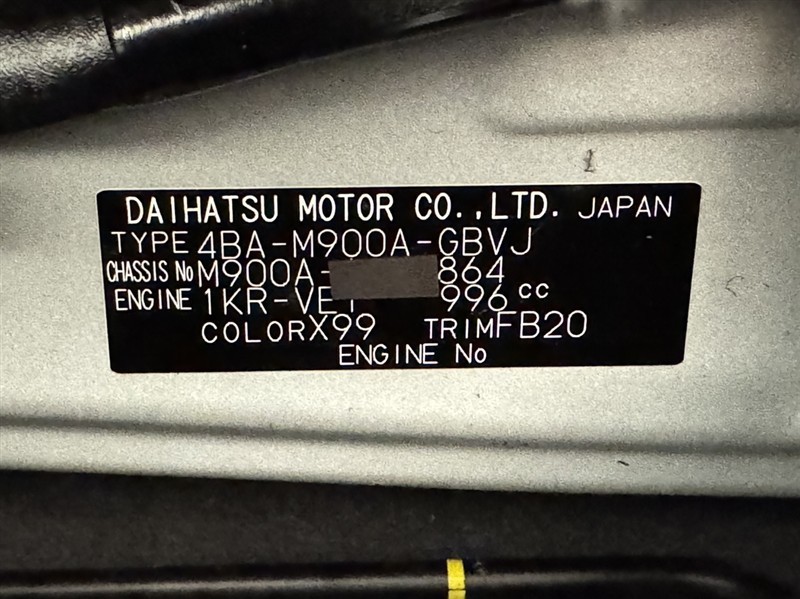 DAIHATSU MOTOR CO.,LTD. JAPAN
TYPE 4BA-M900A-GBVJ
CHASSIS No M900A- 864
ENGINE 1KR-VET 996 cc
COLOR X99 TRIM FB20
ENGINE No